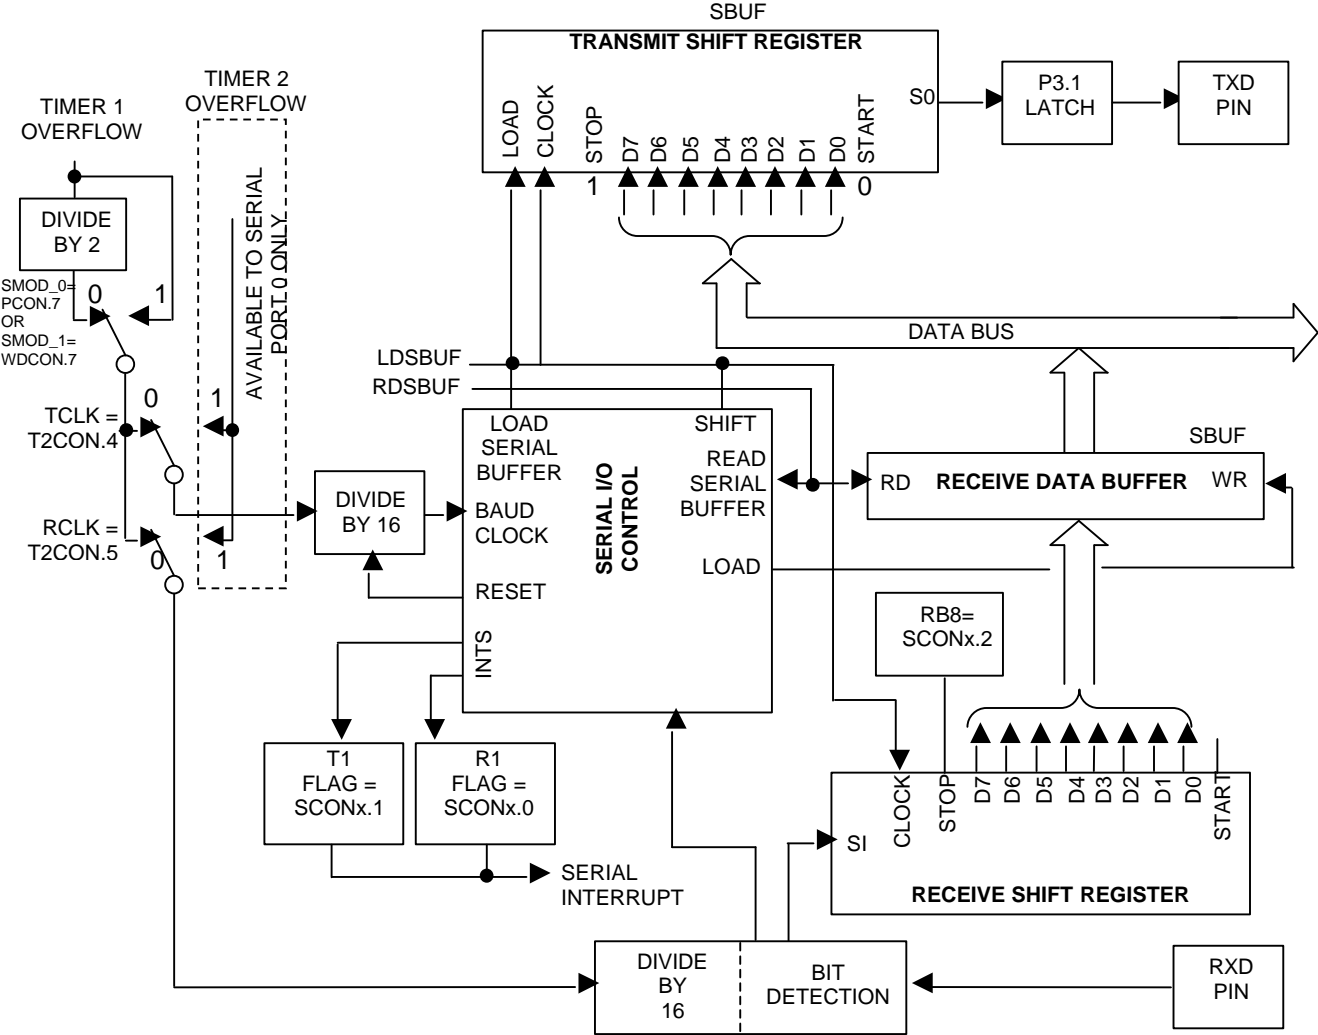 SBUF
TRANSMIT SHIFT REGISTER
LOAD
CLOCK
STOP
D7
D6
D5
D4
D3
D2
D1
D0
START
S0
1
0
P3.1
LATCH
TXD
PIN
TIMER 2
OVERFLOW
TIMER 1
OVERFLOW
DIVIDE
BY 2
AVAILABLE TO SERIAL
PORT 0 ONLY
SMOD_0=
PCON.7
OR
SMOD_1=
WDCON.7
0
1
DATA BUS
LDSBUF
RDSBUF
TCLK =
T2CON.4
0
1
RCLK =
T2CON.5
0
1
DIVIDE
BY 16
LOAD
SERIAL
BUFFER
SHIFT
READ
SERIAL
BUFFER
BAUD
CLOCK
SERIAL I/O
CONTROL
LOAD
RESET
INTS
SBUF
RD
RECEIVE DATA BUFFER
WR
RB8=
SCONx.2
T1
FLAG =
SCONx.1
R1
FLAG =
SCONx.0
SERIAL
INTERRUPT
CLOCK
STOP
D7
D6
D5
D4
D3
D2
D1
D0
START
SI
RECEIVE SHIFT REGISTER
DIVIDE
BY
16
BIT
DETECTION
RXD
PIN